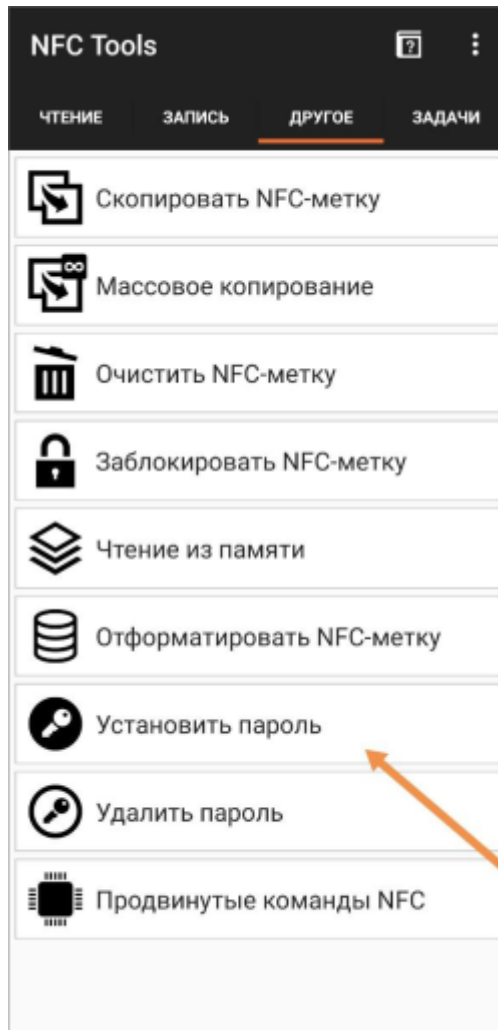 NFC Tools
ЧТЕНИЕ ЗАПИСЬ ДРУГОЕ ЗАДАЧИ
Скопировать NFC-метку
Массовое копирование
Очистить NFC-метку
Заблокировать NFC-метку
Чтение из памяти
Отформатировать NFC-метку
Установить пароль
Удалить пароль
Продвинутые команды NFC